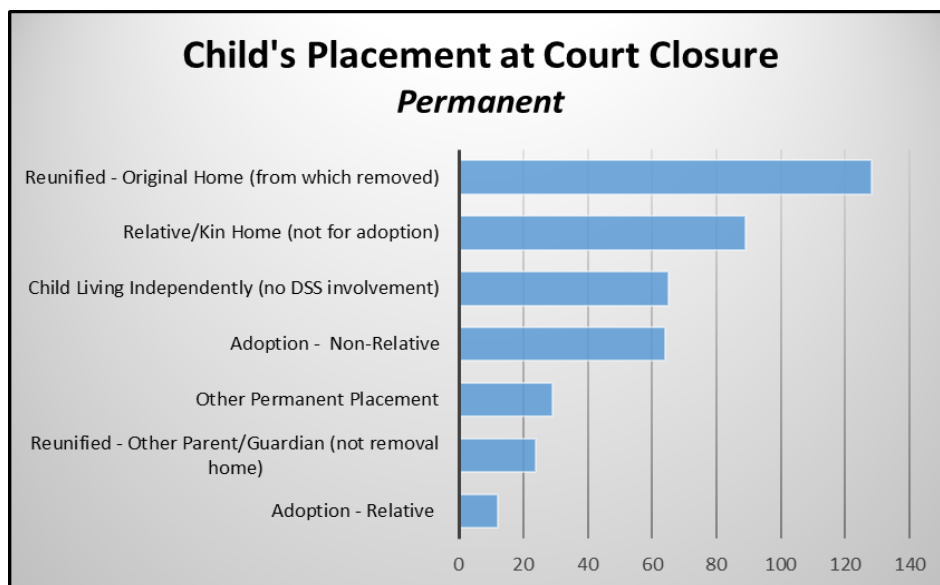 Child's Placement at Court Closure
Permanent
Reunified - Original Home (from which removed)
Relative/Kin Home (not for adoption)
Child Living Independently (no DSS involvement)
Adoption - Non-Relative
Other Permanent Placement
Reunified - Other Parent/Guardian (not removal
home)
Adoption - Relative
0 20 40 60 80 100 120 140